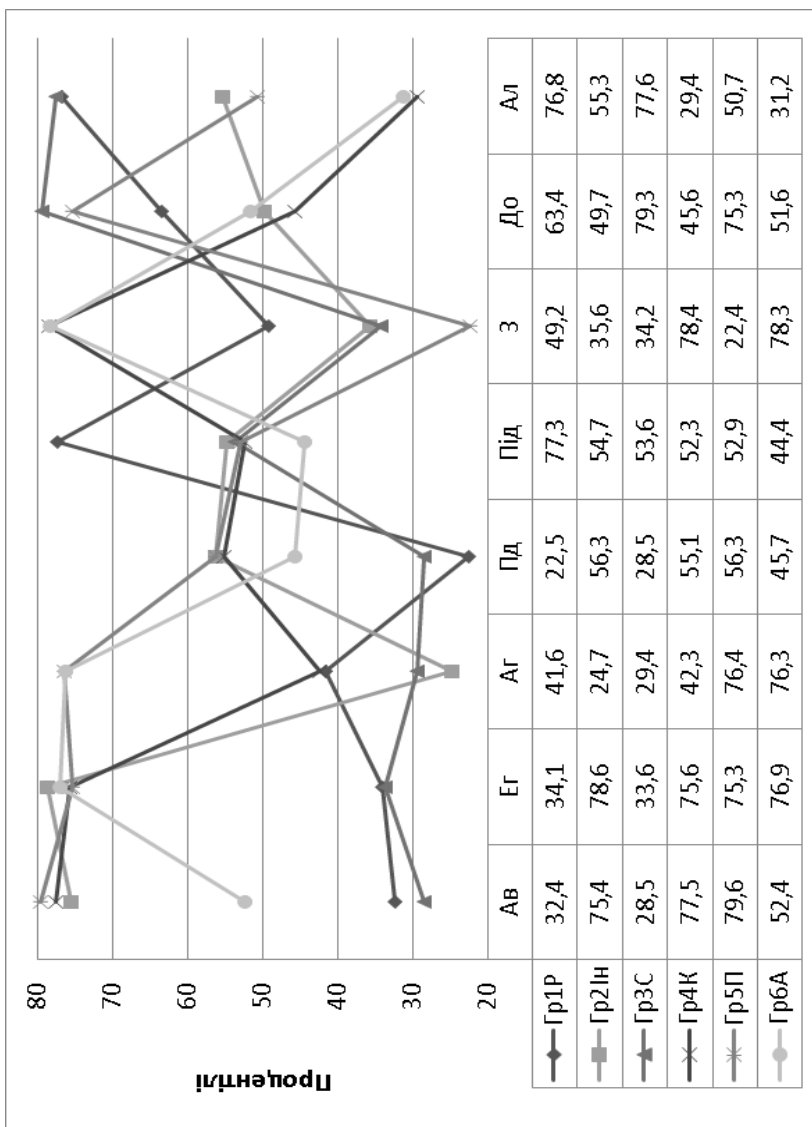 Процентілі
80
70
60
50
40
30
20
Ав Ег Аг Пд Під З До Ал
Гр1Р 32,4 34,1 41,6 22,5 77,3 49,2 63,4 76,8
Гр2Ін 75,4 78,6 24,7 56,3 54,7 35,6 49,7 55,3
Гр3С 28,5 33,6 29,4 28,5 53,6 34,2 79,3 77,6
Гр4К 77,5 75,6 42,3 55,1 52,3 78,4 45,6 29,4
Гр5П 79,6 75,3 76,4 56,3 52,9 22,4 75,3 50,7
Гр6А 52,4 76,9 76,3 45,7 44,4 78,3 51,6 31,2